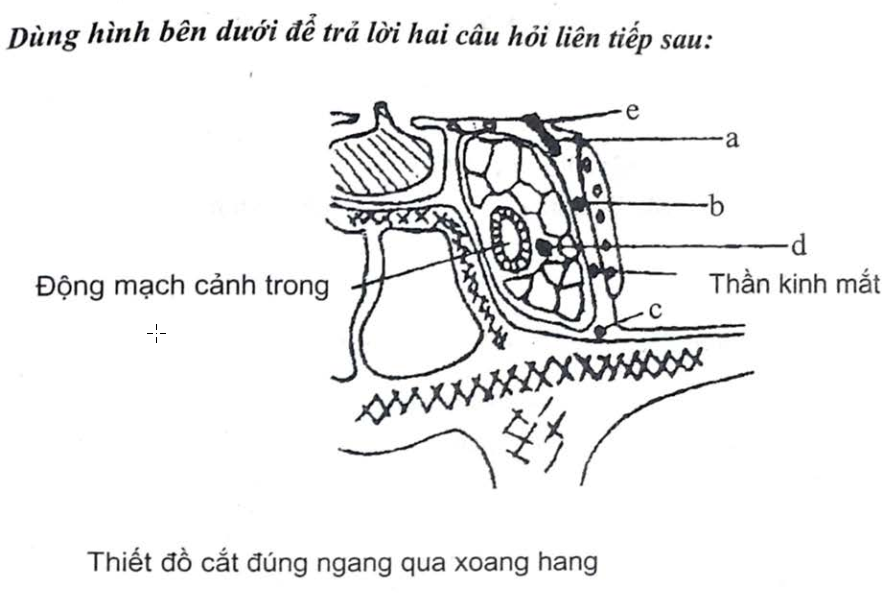 Dùng hình bên dưới để trả lời hai câu hỏi liên tiếp sau:
e
a
b
d
Động mạch cảnh trong
Thần kinh mắt
c
Thiết đồ cắt đúng ngang qua xoang hang